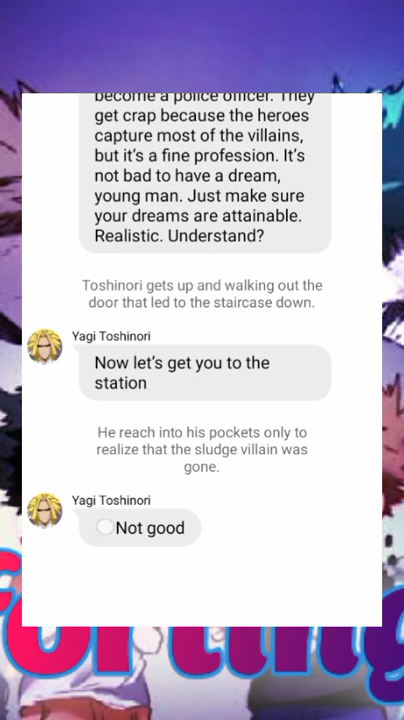 become a police officer. They
get crap because the heroes
capture most of the villains,
but it’s a fine profession. It’s
not bad to have a dream,
young man. Just make sure
your dreams are attainable.
Realistic. Understand?
Toshinori gets up and walking out the
door that led to the staircase down.
Yagi Toshinori
Now let’s get you to the
station
He reach into his pockets only to
realize that the sludge villain was
gone.
Yagi Toshinori
💭Not good